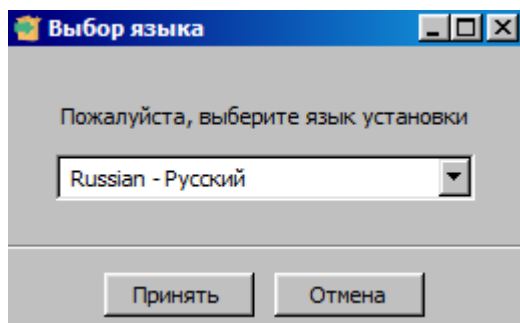 Выбор языка
Пожалуйста, выберите язык установки
Russian - Русский
Принять Отмена